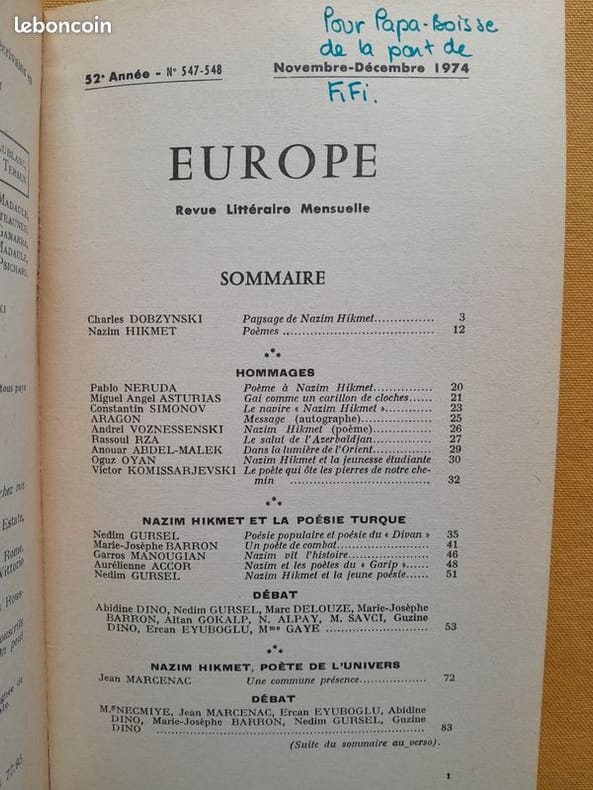 leboncoin
Pour Papa-Boisse
de la part de
FiFi.
52e Année - N° 547-548
Novembre-Décembre 1974
EUROPE
Revue Littéraire Mensuelle
SOMMAIRE
Charles DOBZYNSKI Paysage de Nazim Hikmet............... 3
Nazim HIKMET Poèmes .................................. 12
HOMMAGES
Pablo NERUDA Poème à Nazim Hikmet............... 20
Miguel Angel ASTURIAS Gai comme un carillon de cloches...... 21
Constantin SIMONOV Le navire « Nazim Hikmet »............ 23
ARAGON Message (autographe)............... 25
Andreï VOZNESSENSKI Nazim Hikmet (poème)............... 26
Rassoul RZA Le salut de l'Azerbaïdjan............... 27
Anouar ABDEL-MALEK Dans la lumière de l'Orient............ 29
Oguz OYAN Nazim Hikmet et la jeunesse étudiante 30
Victor KOMISSARJEVSKI Le poète qui ôte les pierres de notre che-
min .............................. 32
NAZIM HIKMET ET LA POÉSIE TURQUE
Nedim GURSEL Poésie populaire et poésie du « Divan » 35
Marie-Josèphe BARRON Un poète de combat.................... 41
Garros MANOUGIAN Nazim vit l'histoire.................... 46
Aurélienne ACCOR Nazim et les poètes du « Garip »...... 48
Nedim GURSEL Nazim Hikmet et la jeune poésie...... 51
DÉBAT
Abidine DINO, Nedim GURSEL, Marc DELOUZE, Marie-Josèphe
BARRON, Altan GOKALP, N. ALPAY, M. SAVCI, Guzine
DINO, Ercan EYUBOGLU, Mme GAYE .................. 53
NAZIM HIKMET, POÈTE DE L'UNIVERS
Jean MARCENAC Une commune présence............... 72
DÉBAT
M. NECMIYE, Jean MARCENAC, Ercan EYUBOGLU, Abidine
DINO, Marie-Josèphe BARRON, Nedim GURSEL, Guzine
DINO ........................................ 83
(Suite du sommaire au verso).
1